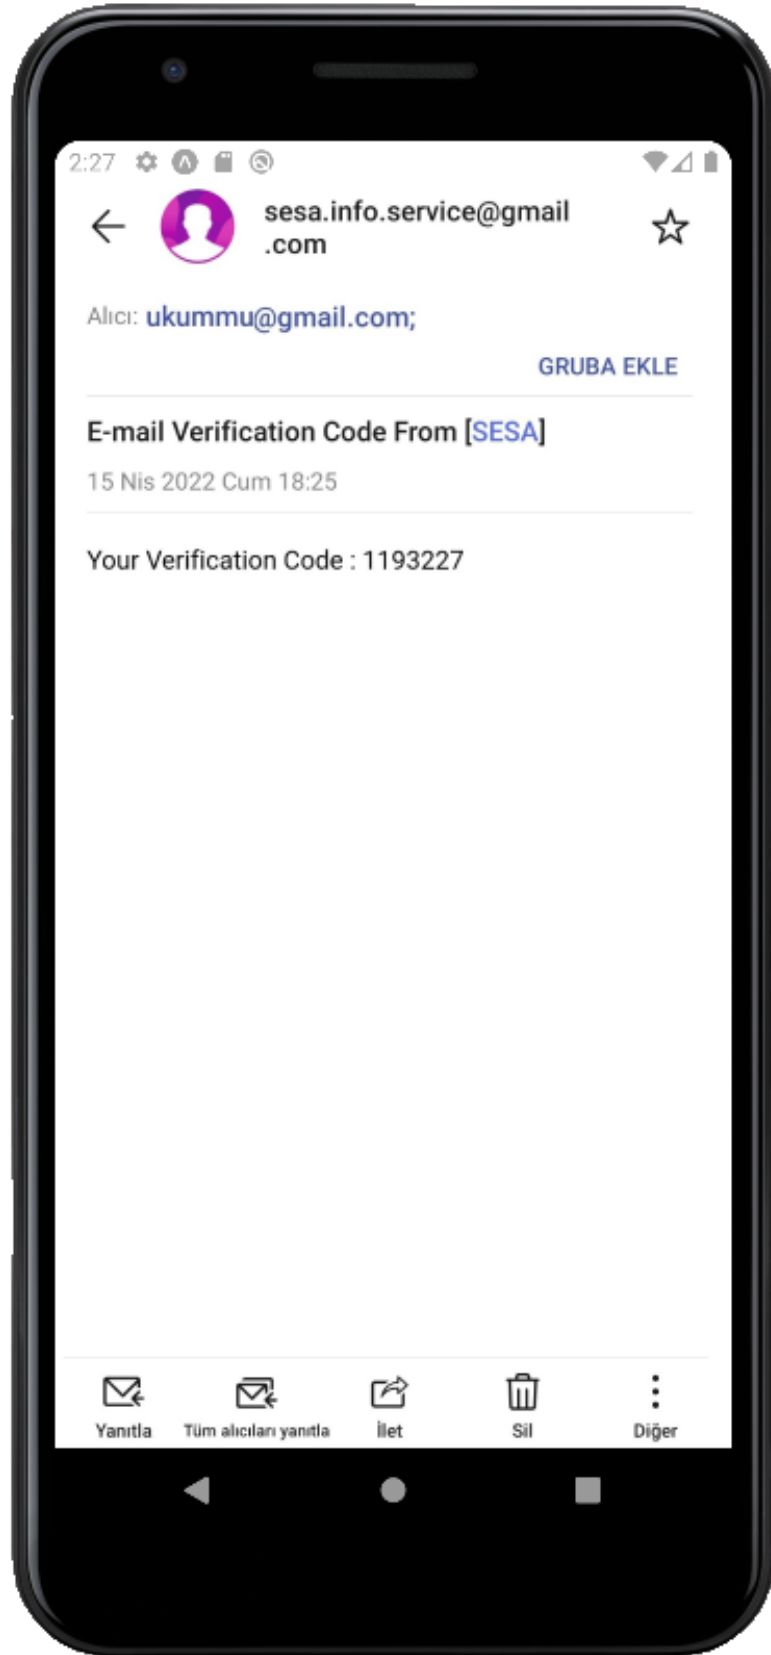 2:27
sesa.info.service@gmail
.com
Alıcı: ukummu@gmail.com;
GRUBA EKLE
E-mail Verification Code From [SESA]
15 Nis 2022 Cum 18:25
Your Verification Code : 1193227
Yanıtla Tüm alıcıları yanıtla İlet Sil Diğer